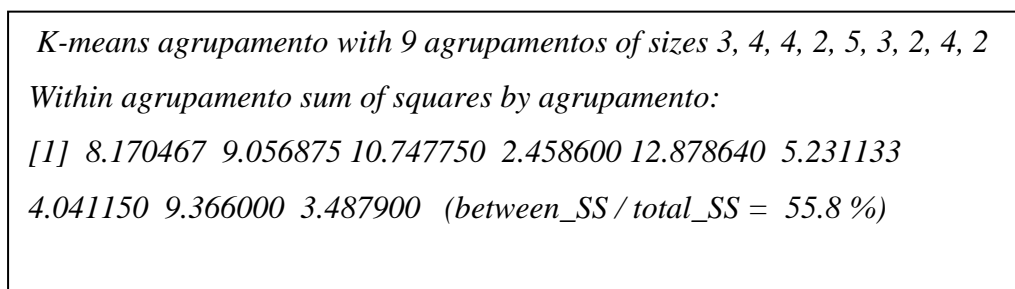 K-means agrupamento with 9 agrupamentos of sizes 3, 4, 4, 2, 5, 3, 2, 4, 2
Within agrupamento sum of squares by agrupamento:
[1] 8.170467 9.056875 10.747750 2.458600 12.878640 5.231133
4.041150 9.366000 3.487900 (between_SS / total_SS = 55.8 %)